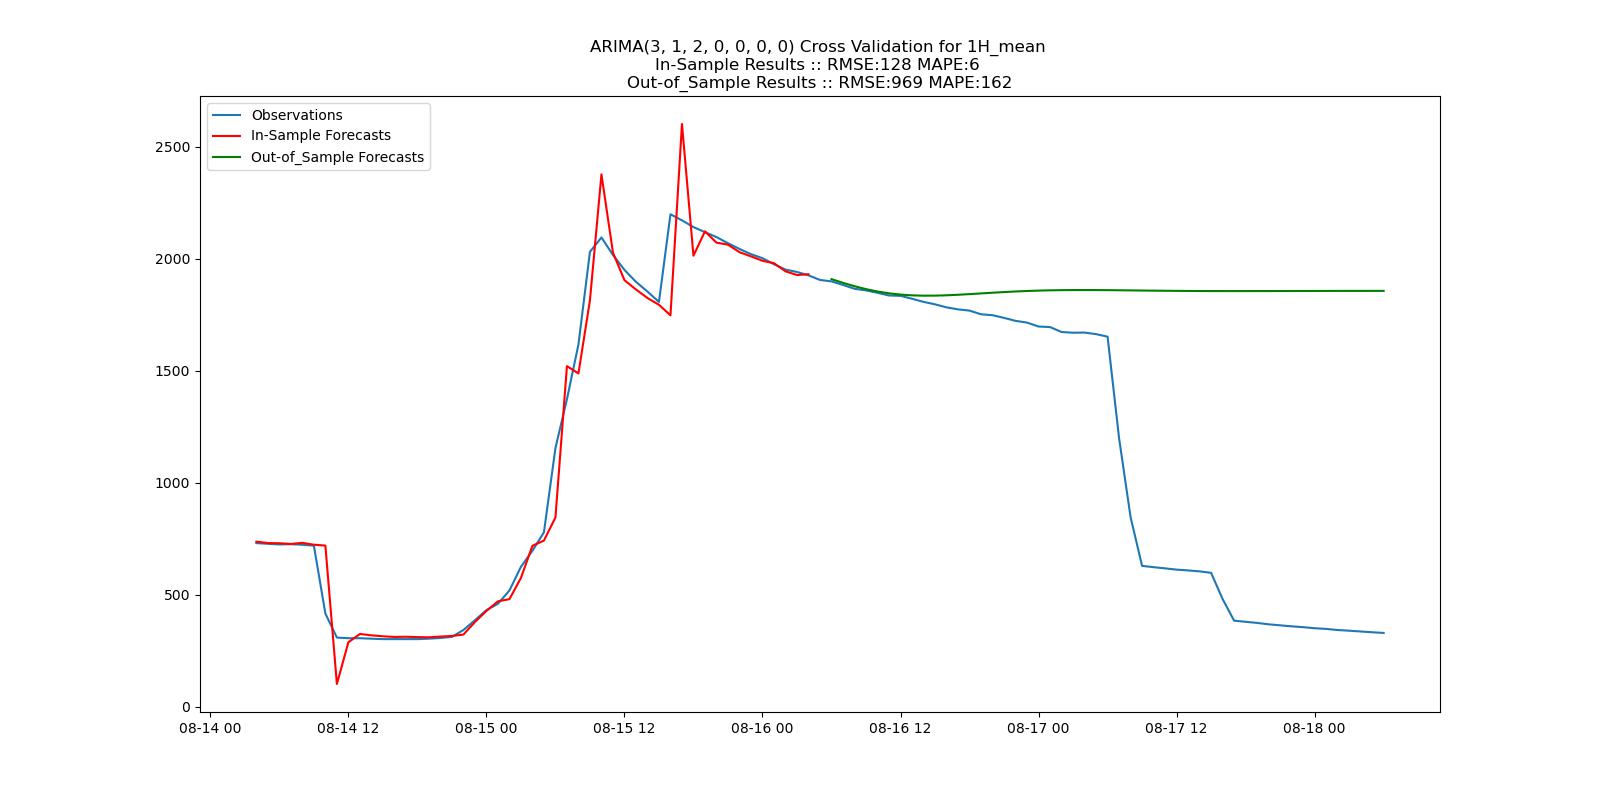 ARIMA(3, 1, 2, 0, 0, 0, 0) Cross Validation for 1H_mean
In-Sample Results :: RMSE:128 MAPE:6
Out-of_Sample Results :: RMSE:969 MAPE:162
Observations
In-Sample Forecasts
Out-of_Sample Forecasts
2500
2000
1500
1000
500
0
08-14 00
08-14 12
08-15 00
08-15 12
08-16 00
08-16 12
08-17 00
08-17 12
08-18 00